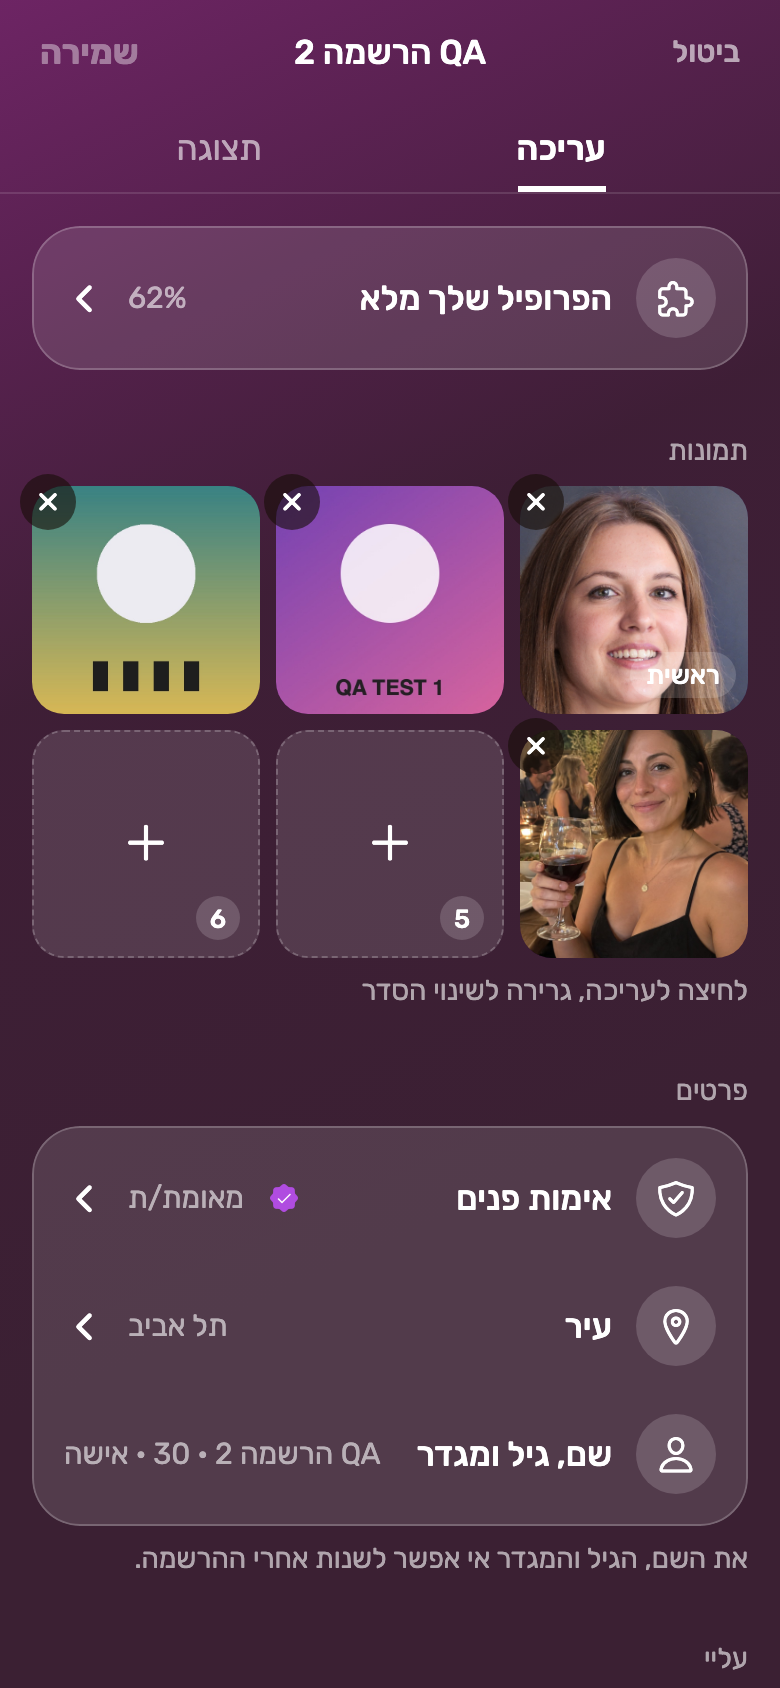 ביטול
QA הרשמה 2
שמירה
עריכה
תצוגה
הפרופיל שלך מלא
62%
תמונות
ראשית
QA TEST 1
5
6
לחיצה לעריכה, גרירה לשינוי הסדר
פרטים
אימות פנים
מאומת/ת
עיר
תל אביב
שם, גיל ומגדר
QA הרשמה 2 • 30 • אישה
את השם, הגיל והמגדר אי אפשר לשנות אחרי ההרשמה.
עליי